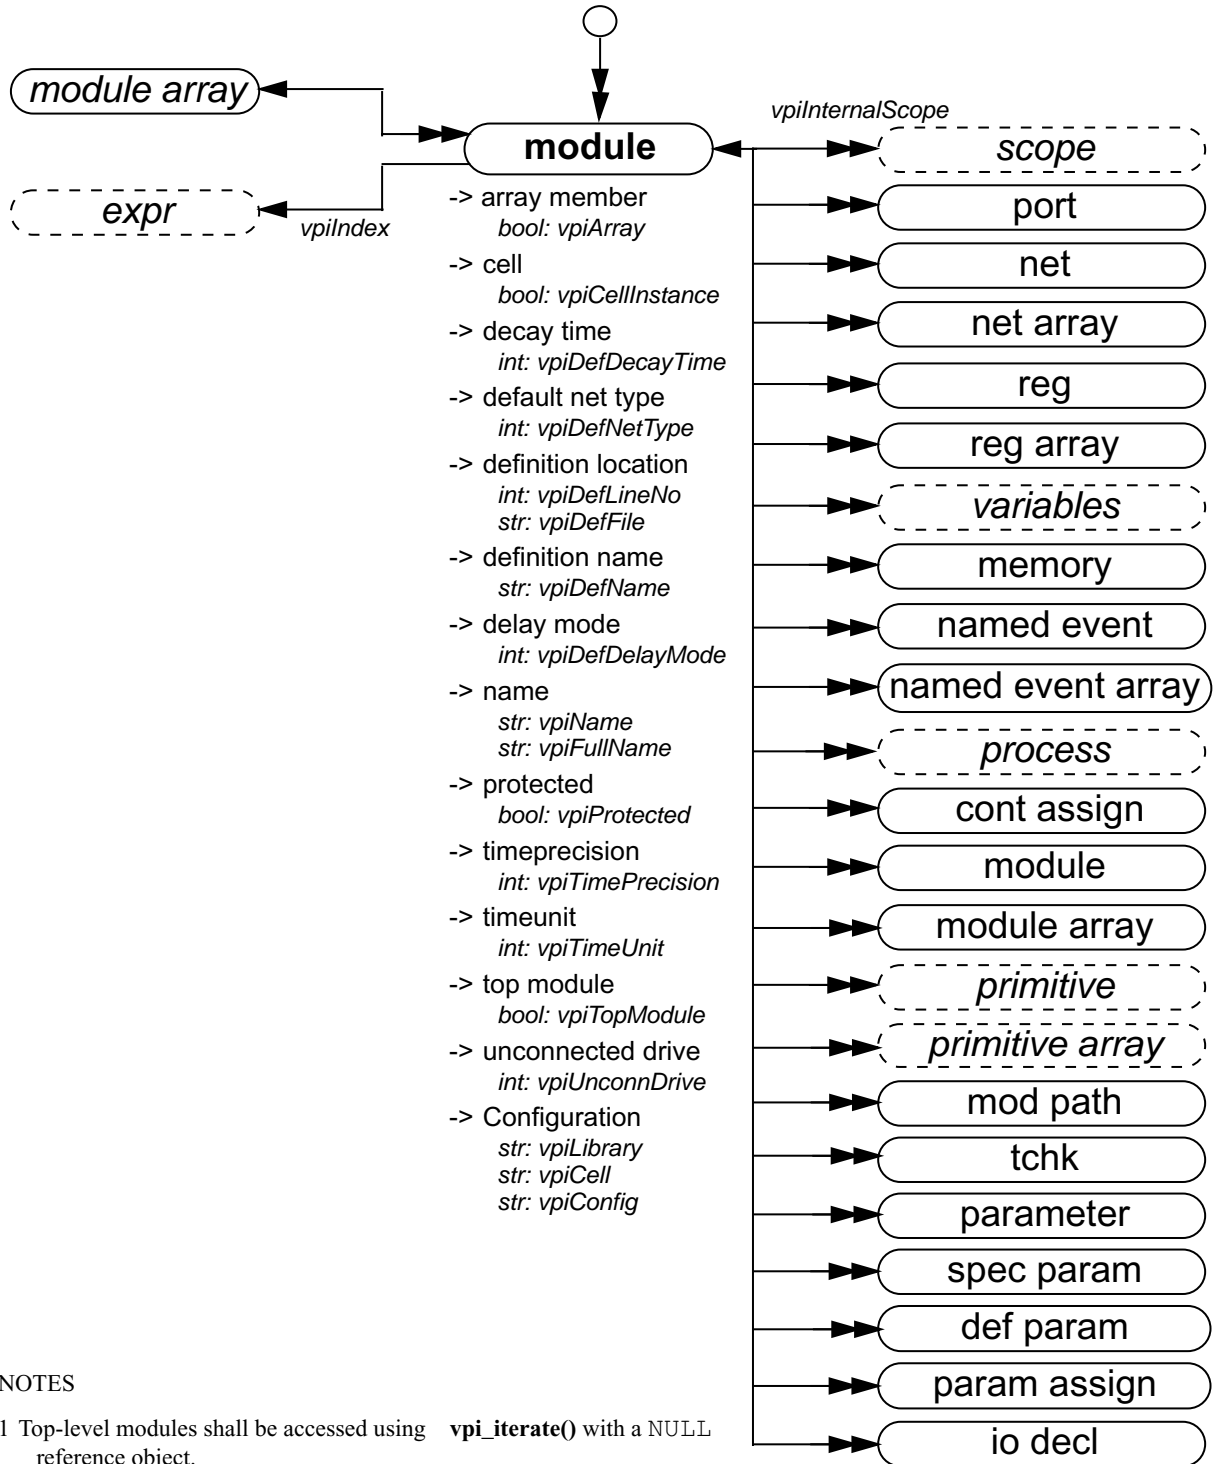 module array
expr
vpiIndex
module
-> array member
bool: vpiArray
-> cell
bool: vpiCellInstance
-> decay time
int: vpiDefDecayTime
-> default net type
int: vpiDefNetType
-> definition location
int: vpiDefLineNo
str: vpiDefFile
-> definition name
str: vpiDefName
-> delay mode
int: vpiDefDelayMode
-> name
str: vpiName
str: vpiFullName
-> protected
bool: vpiProtected
-> timeprecision
int: vpiTimePrecision
-> timeunit
int: vpiTimeUnit
-> top module
bool: vpiTopModule
-> unconnected drive
int: vpiUnconnDrive
-> Configuration
str: vpiLibrary
str: vpiCell
str: vpiConfig
vpiInternalScope
scope
port
net
net array
reg
reg array
variables
memory
named event
named event array
process
cont assign
module
module array
primitive
primitive array
mod path
tchk
parameter
spec param
def param
param assign
io decl
NOTES
1 Top-level modules shall be accessed using vpi_iterate() with a NULL
reference object.